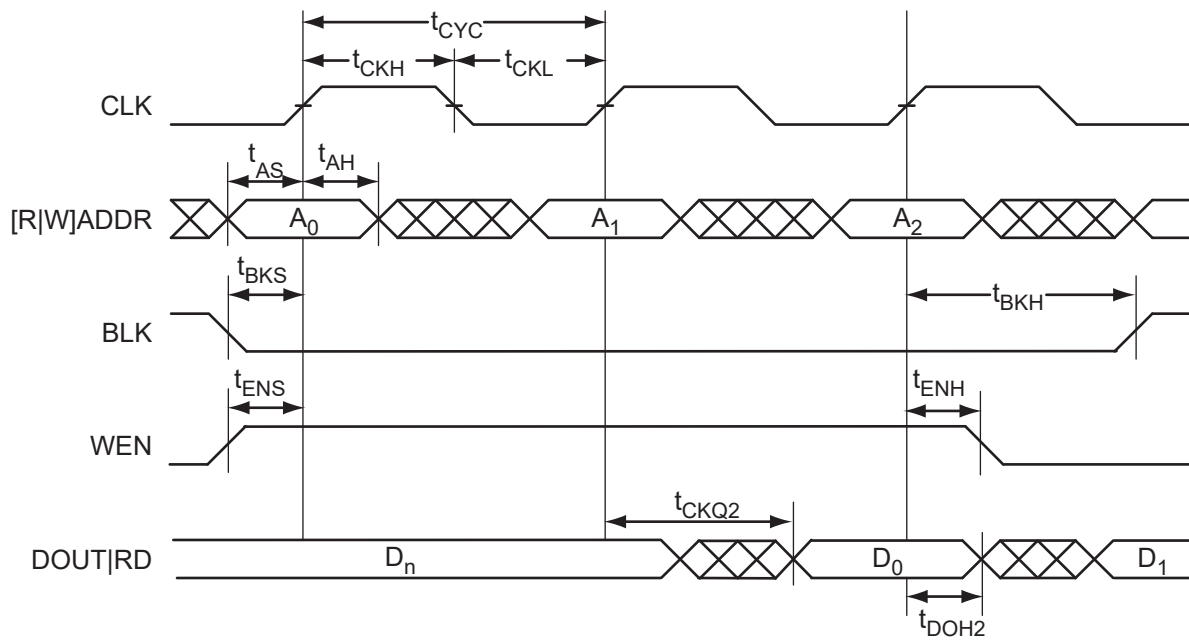 tCYC
tCKH tCKL
CLK
tAS tAH
[R|W]ADDR A0 A1 A2
tBKS tBKH
BLK
tENS tENH
WEN
tCKQ2
DOUT|RD Dn D0 D1
tDOH2